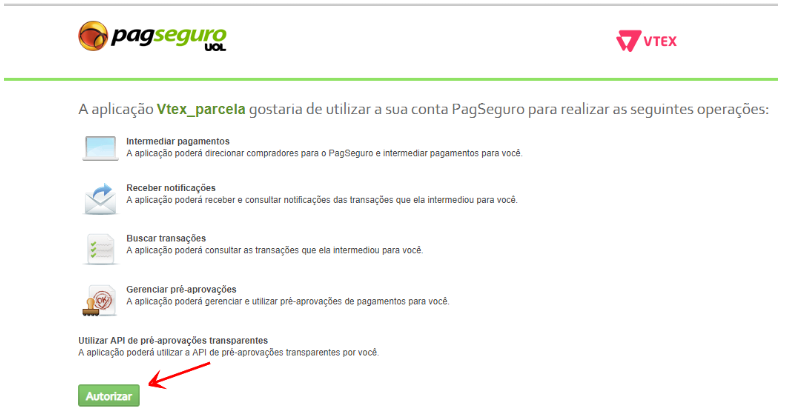 pagseguro
UOL
VTEX
A aplicação Vtex_parcela gostaria de utilizar a sua conta PagSeguro para realizar as seguintes operações:
Intermediar pagamentos
A aplicação poderá direcionar compradores para o PagSeguro e intermediar pagamentos para você.
Receber notificações
A aplicação poderá receber e consultar notificações das transações que ela intermediou para você.
Buscar transações
A aplicação poderá consultar as transações que ela intermediou para você.
Gerenciar pré-aprovações
A aplicação poderá gerenciar e utilizar pré-aprovações de pagamentos para você.
Utilizar API de pré-aprovações transparentes
A aplicação poderá utilizar a API de pré-aprovações transparentes por você.
Autorizar